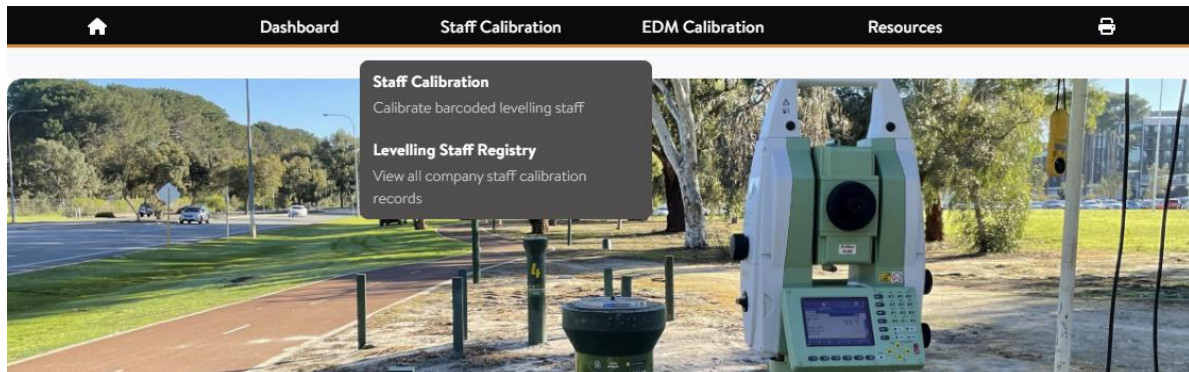 Dashboard
Staff Calibration
EDM Calibration
Resources
Staff Calibration
Calibrate barcoded levelling staff
Levelling Staff Registry
View all company staff calibration
records
4